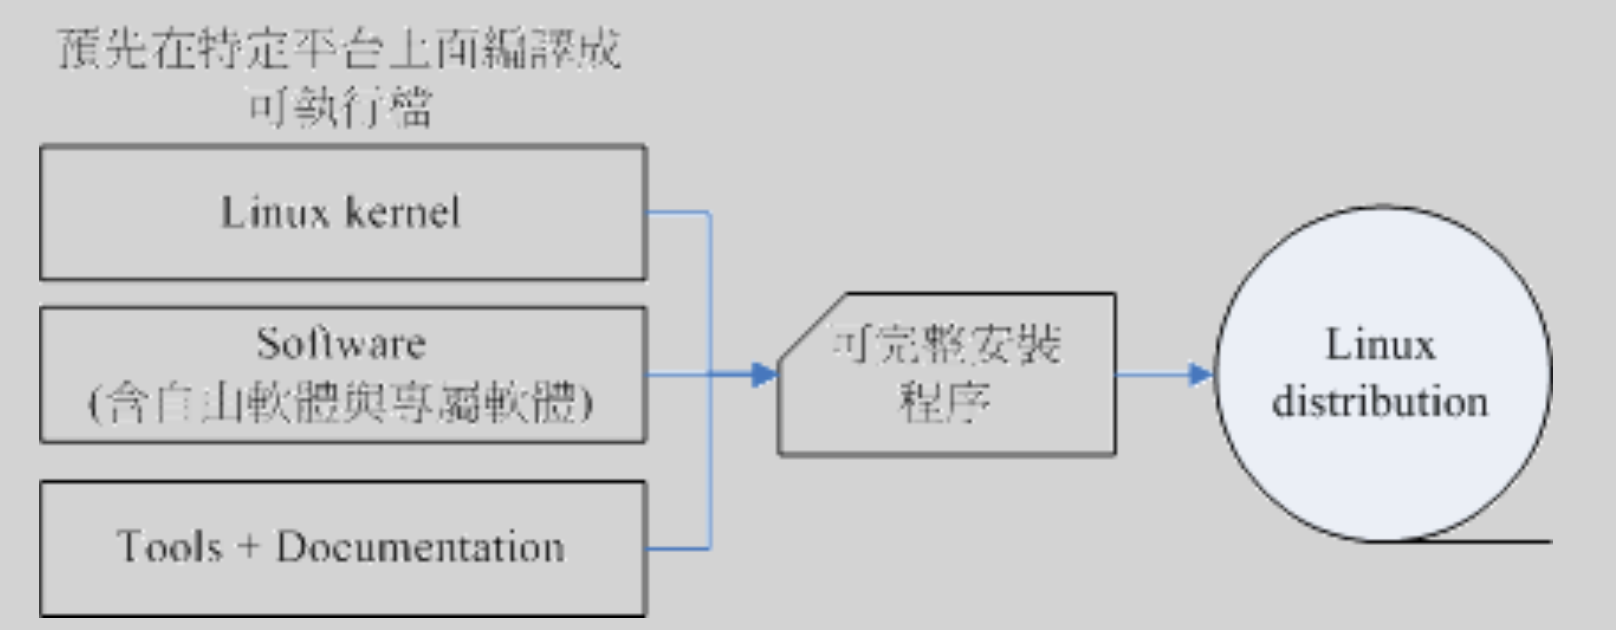 預先在特定平台上面編譯成
可執行檔
Linux kernel
Software
(含自由軟體與專屬軟體)
Tools + Documentation
可完整安裝
程序
Linux
distribution